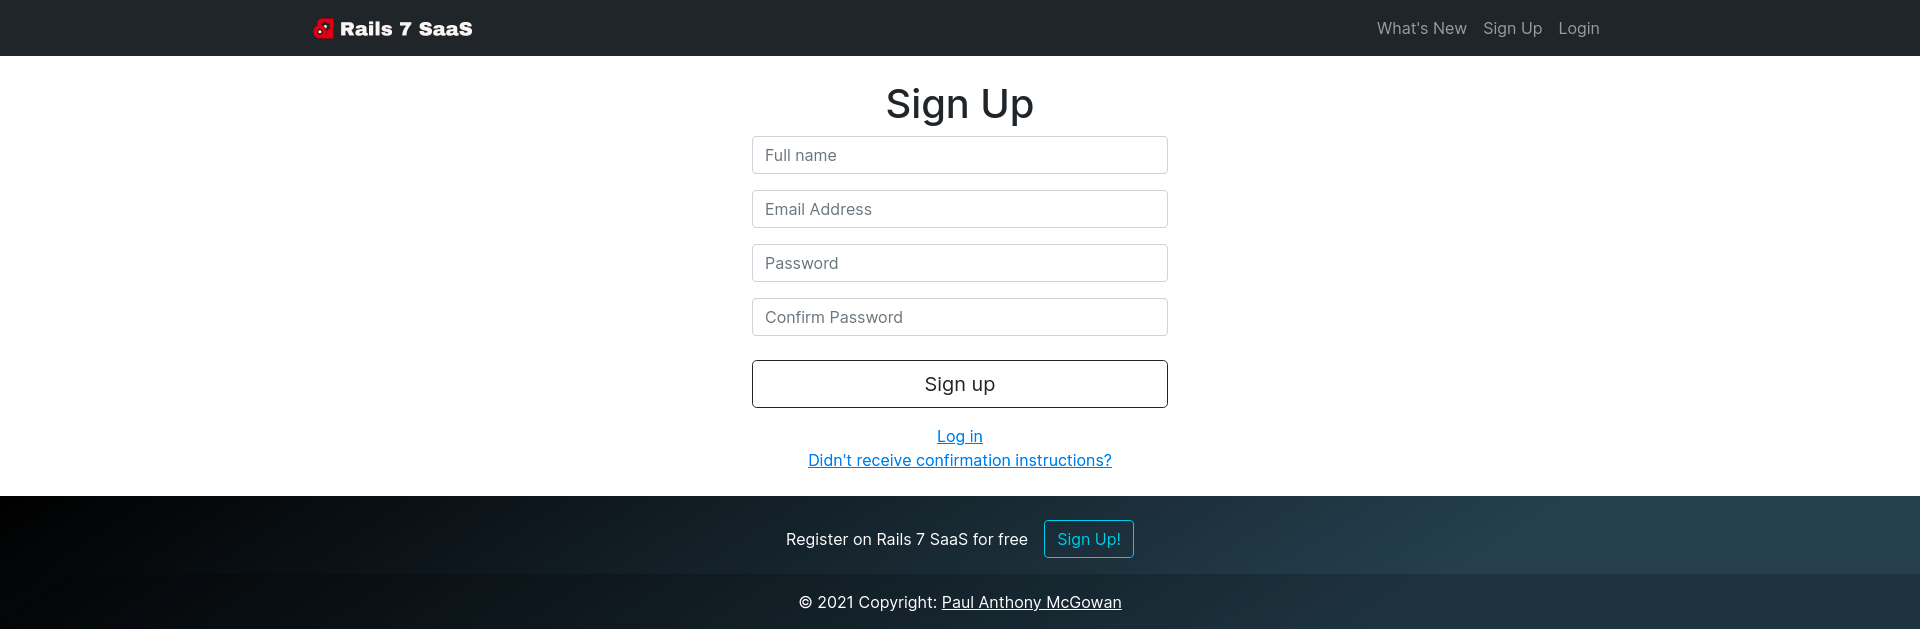 Rails 7 SaaS
What's New
Sign Up
Login
Sign Up
Full name
Email Address
Password
Confirm Password
Sign up
Log in
Didn't receive confirmation instructions?
Register on Rails 7 SaaS for free
Sign Up!
© 2021 Copyright: Paul Anthony McGowan